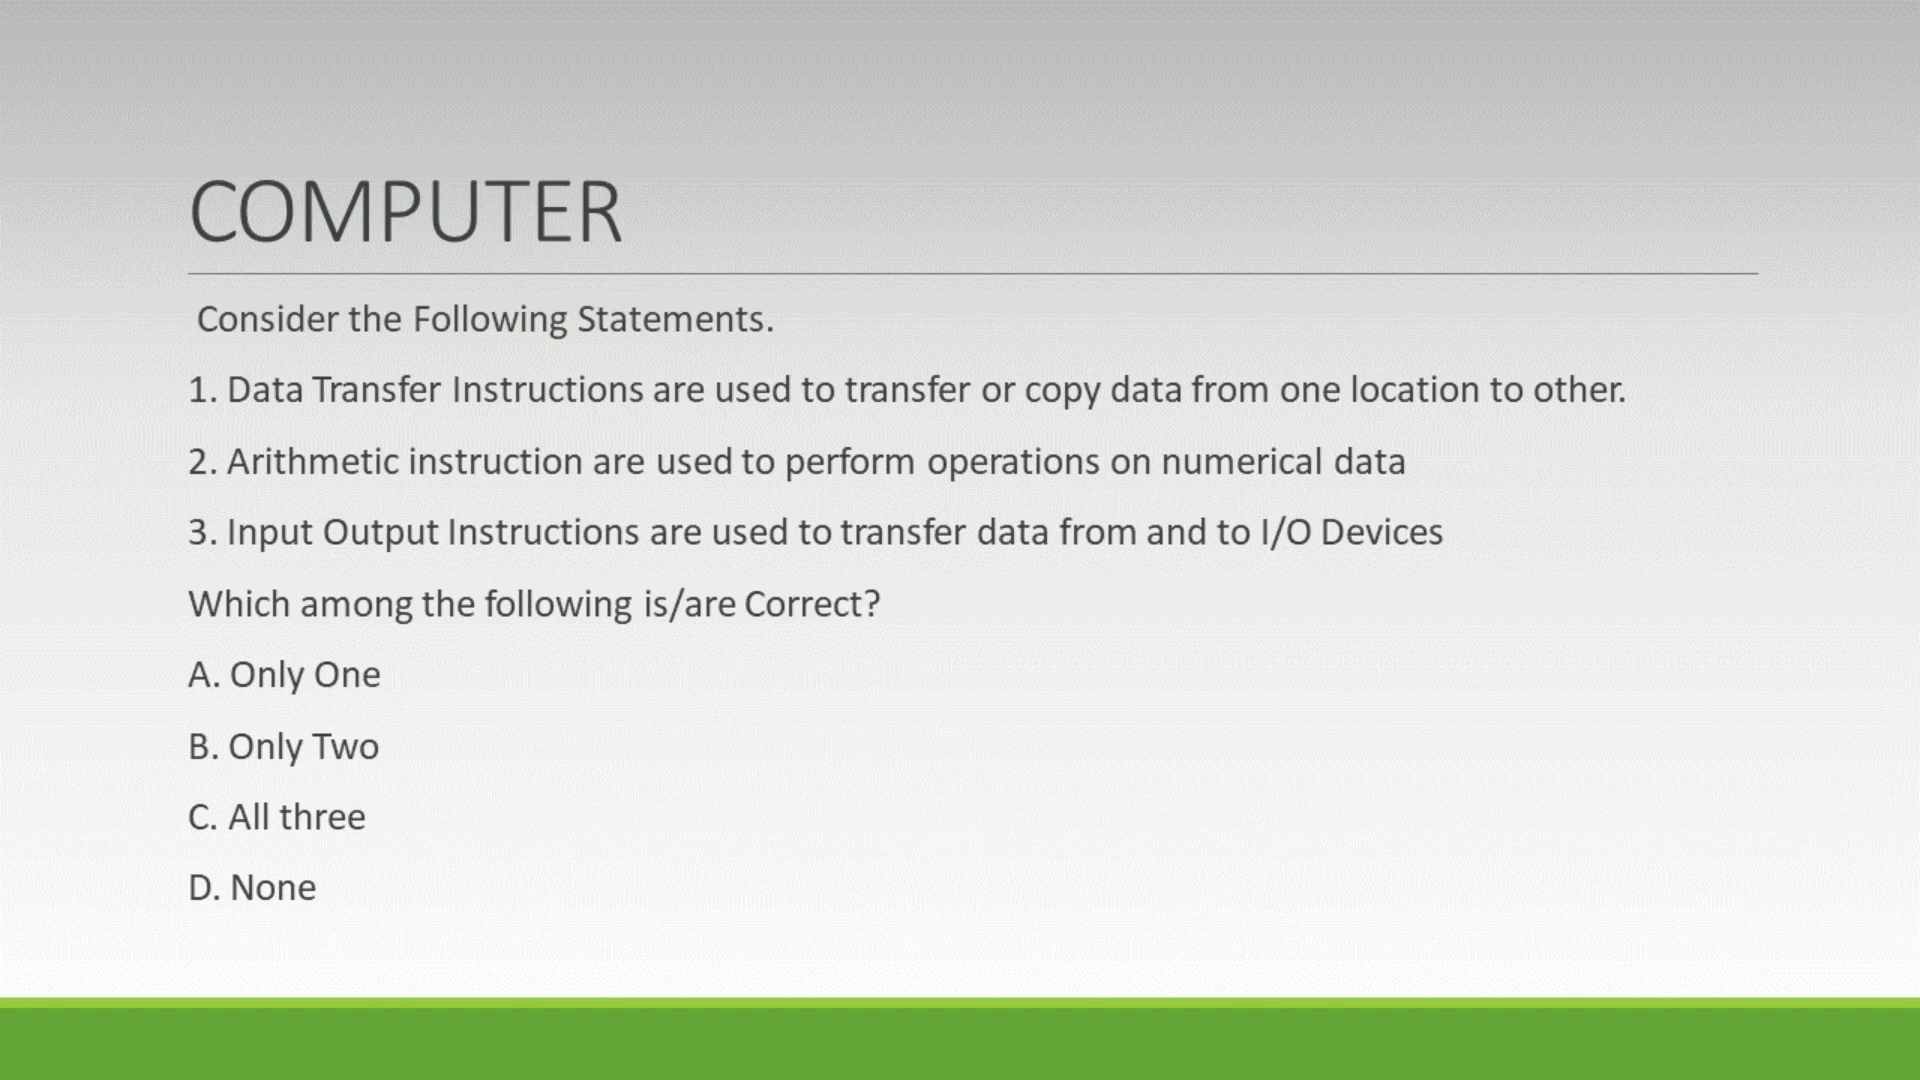 COMPUTER
Consider the Following Statements.
1. Data Transfer Instructions are used to transfer or copy data from one location to other.
2. Arithmetic instruction are used to perform operations on numerical data
3. Input Output Instructions are used to transfer data from and to I/O Devices
Which among the following is/are Correct?
A. Only One
B. Only Two
C. All three
D. None